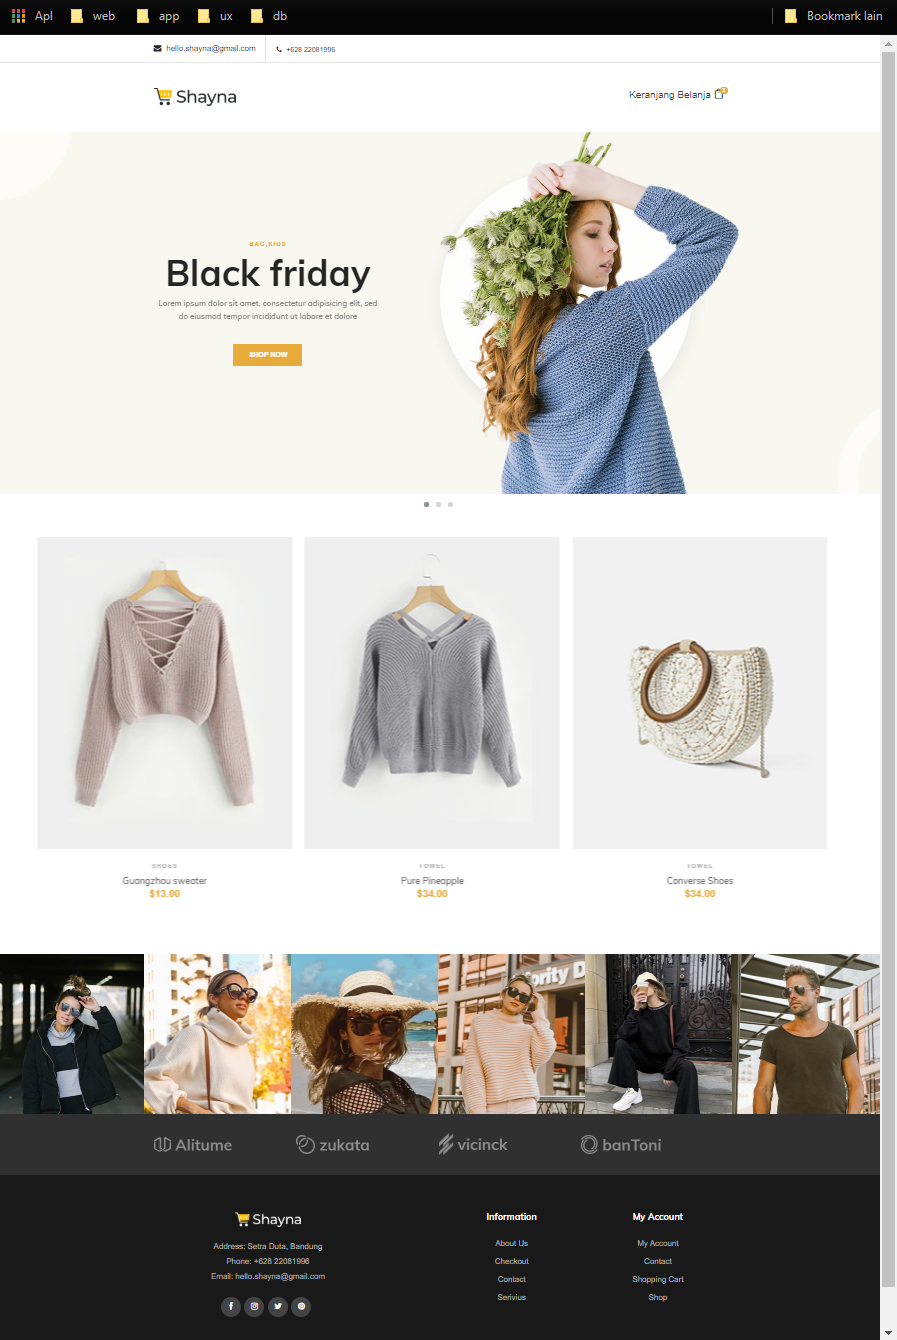 Apl web app ux db Bookmark lain
hello.shayna@gmail.com +628 22081996
Shayna Keranjang Belanja
BAG,KIDS
Black friday
Lorem ipsum dolor sit amet, consectetur adipisicing elit, sed
do eiusmod tempor incididunt ut labore et dolore
SHOP NOW
SHOES TOWEL TOWEL
Guangzhou sweater Pure Pineapple Converse Shoes
$13.00 $34.00 $34.00
Alitume zukata vicinck banToni
Shayna Information My Account
Address: Setra Duta, Bandung About Us My Account
Phone: +628 22081996 Checkout Contact
Email: hello.shayna@gmail.com Contact Shopping Cart
Serivius Shop